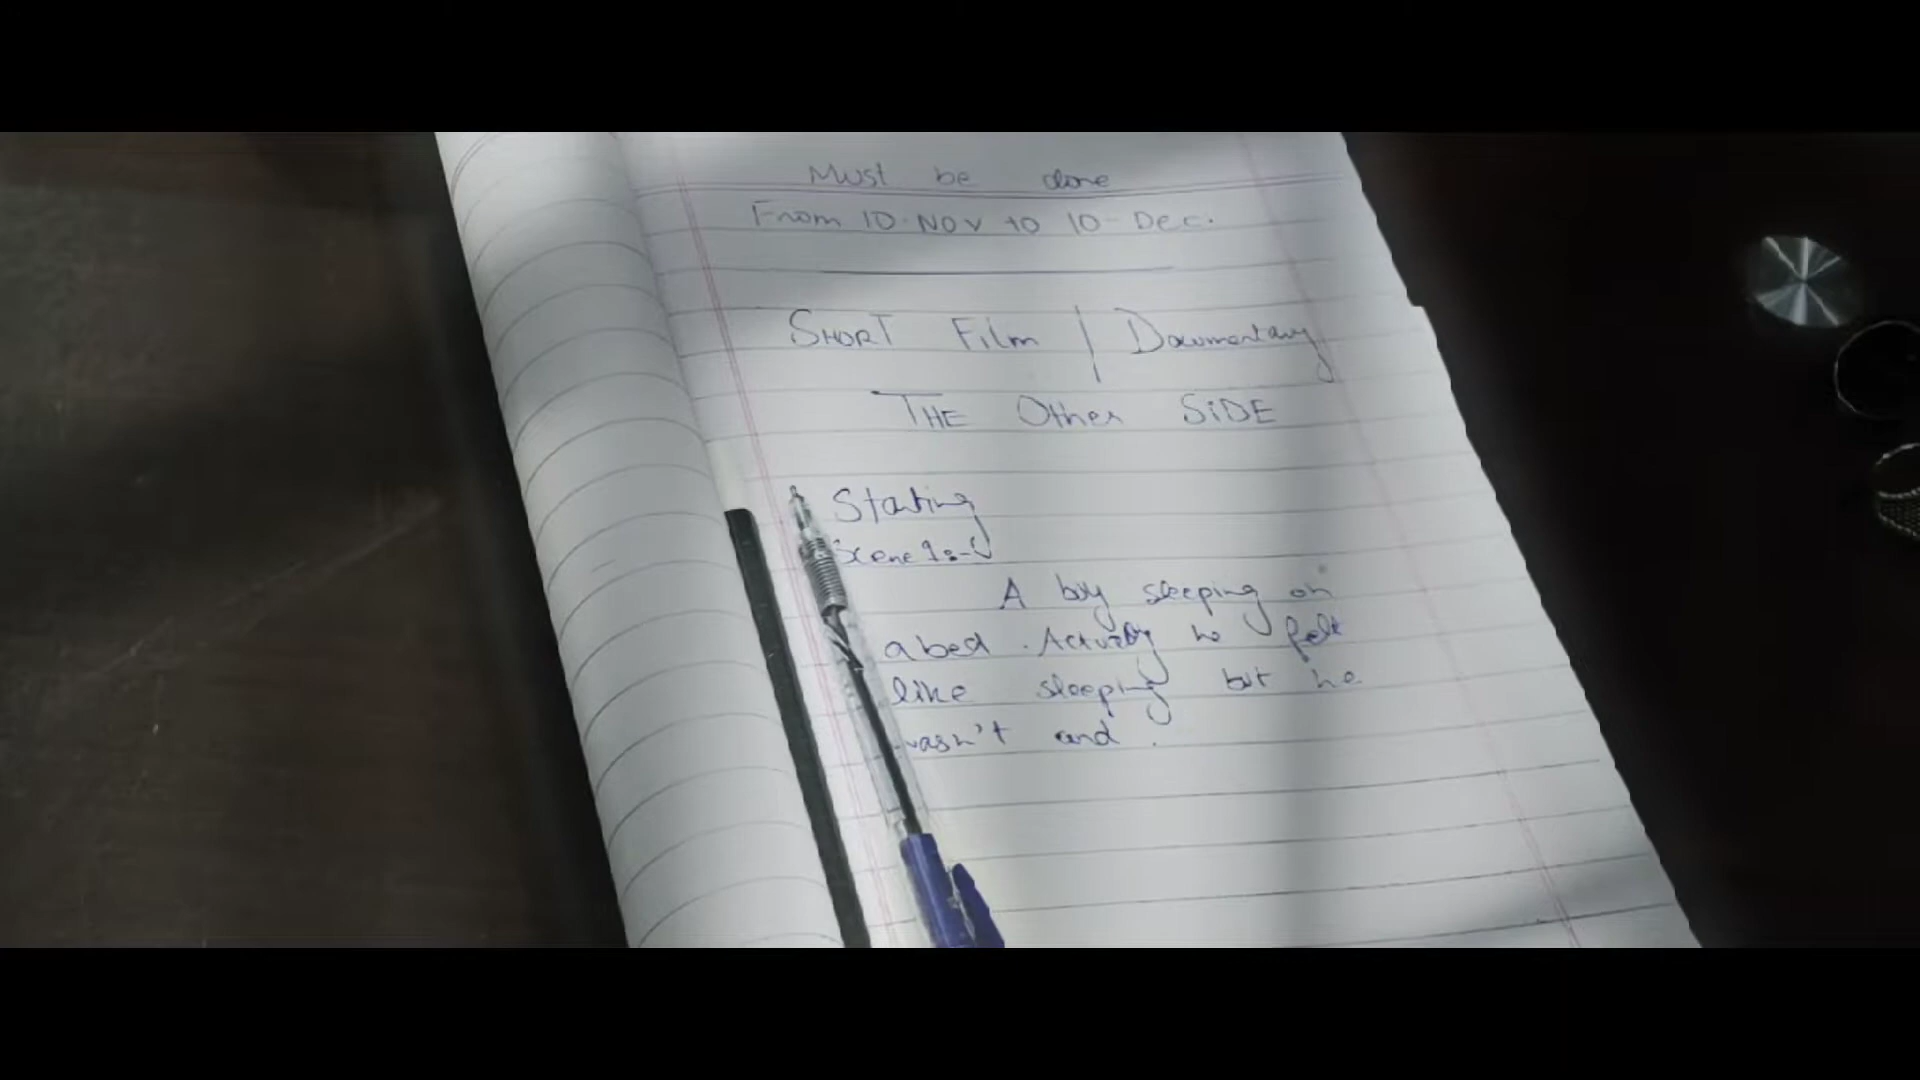 Must be done
From 10-NOV to 10-Dec.
SHORT Film | Documentary
THE Other SIDE
Starting
Scene 1:-
A boy sleeping on
a bed. Actually he felt
like sleeping but he
wasn't and.